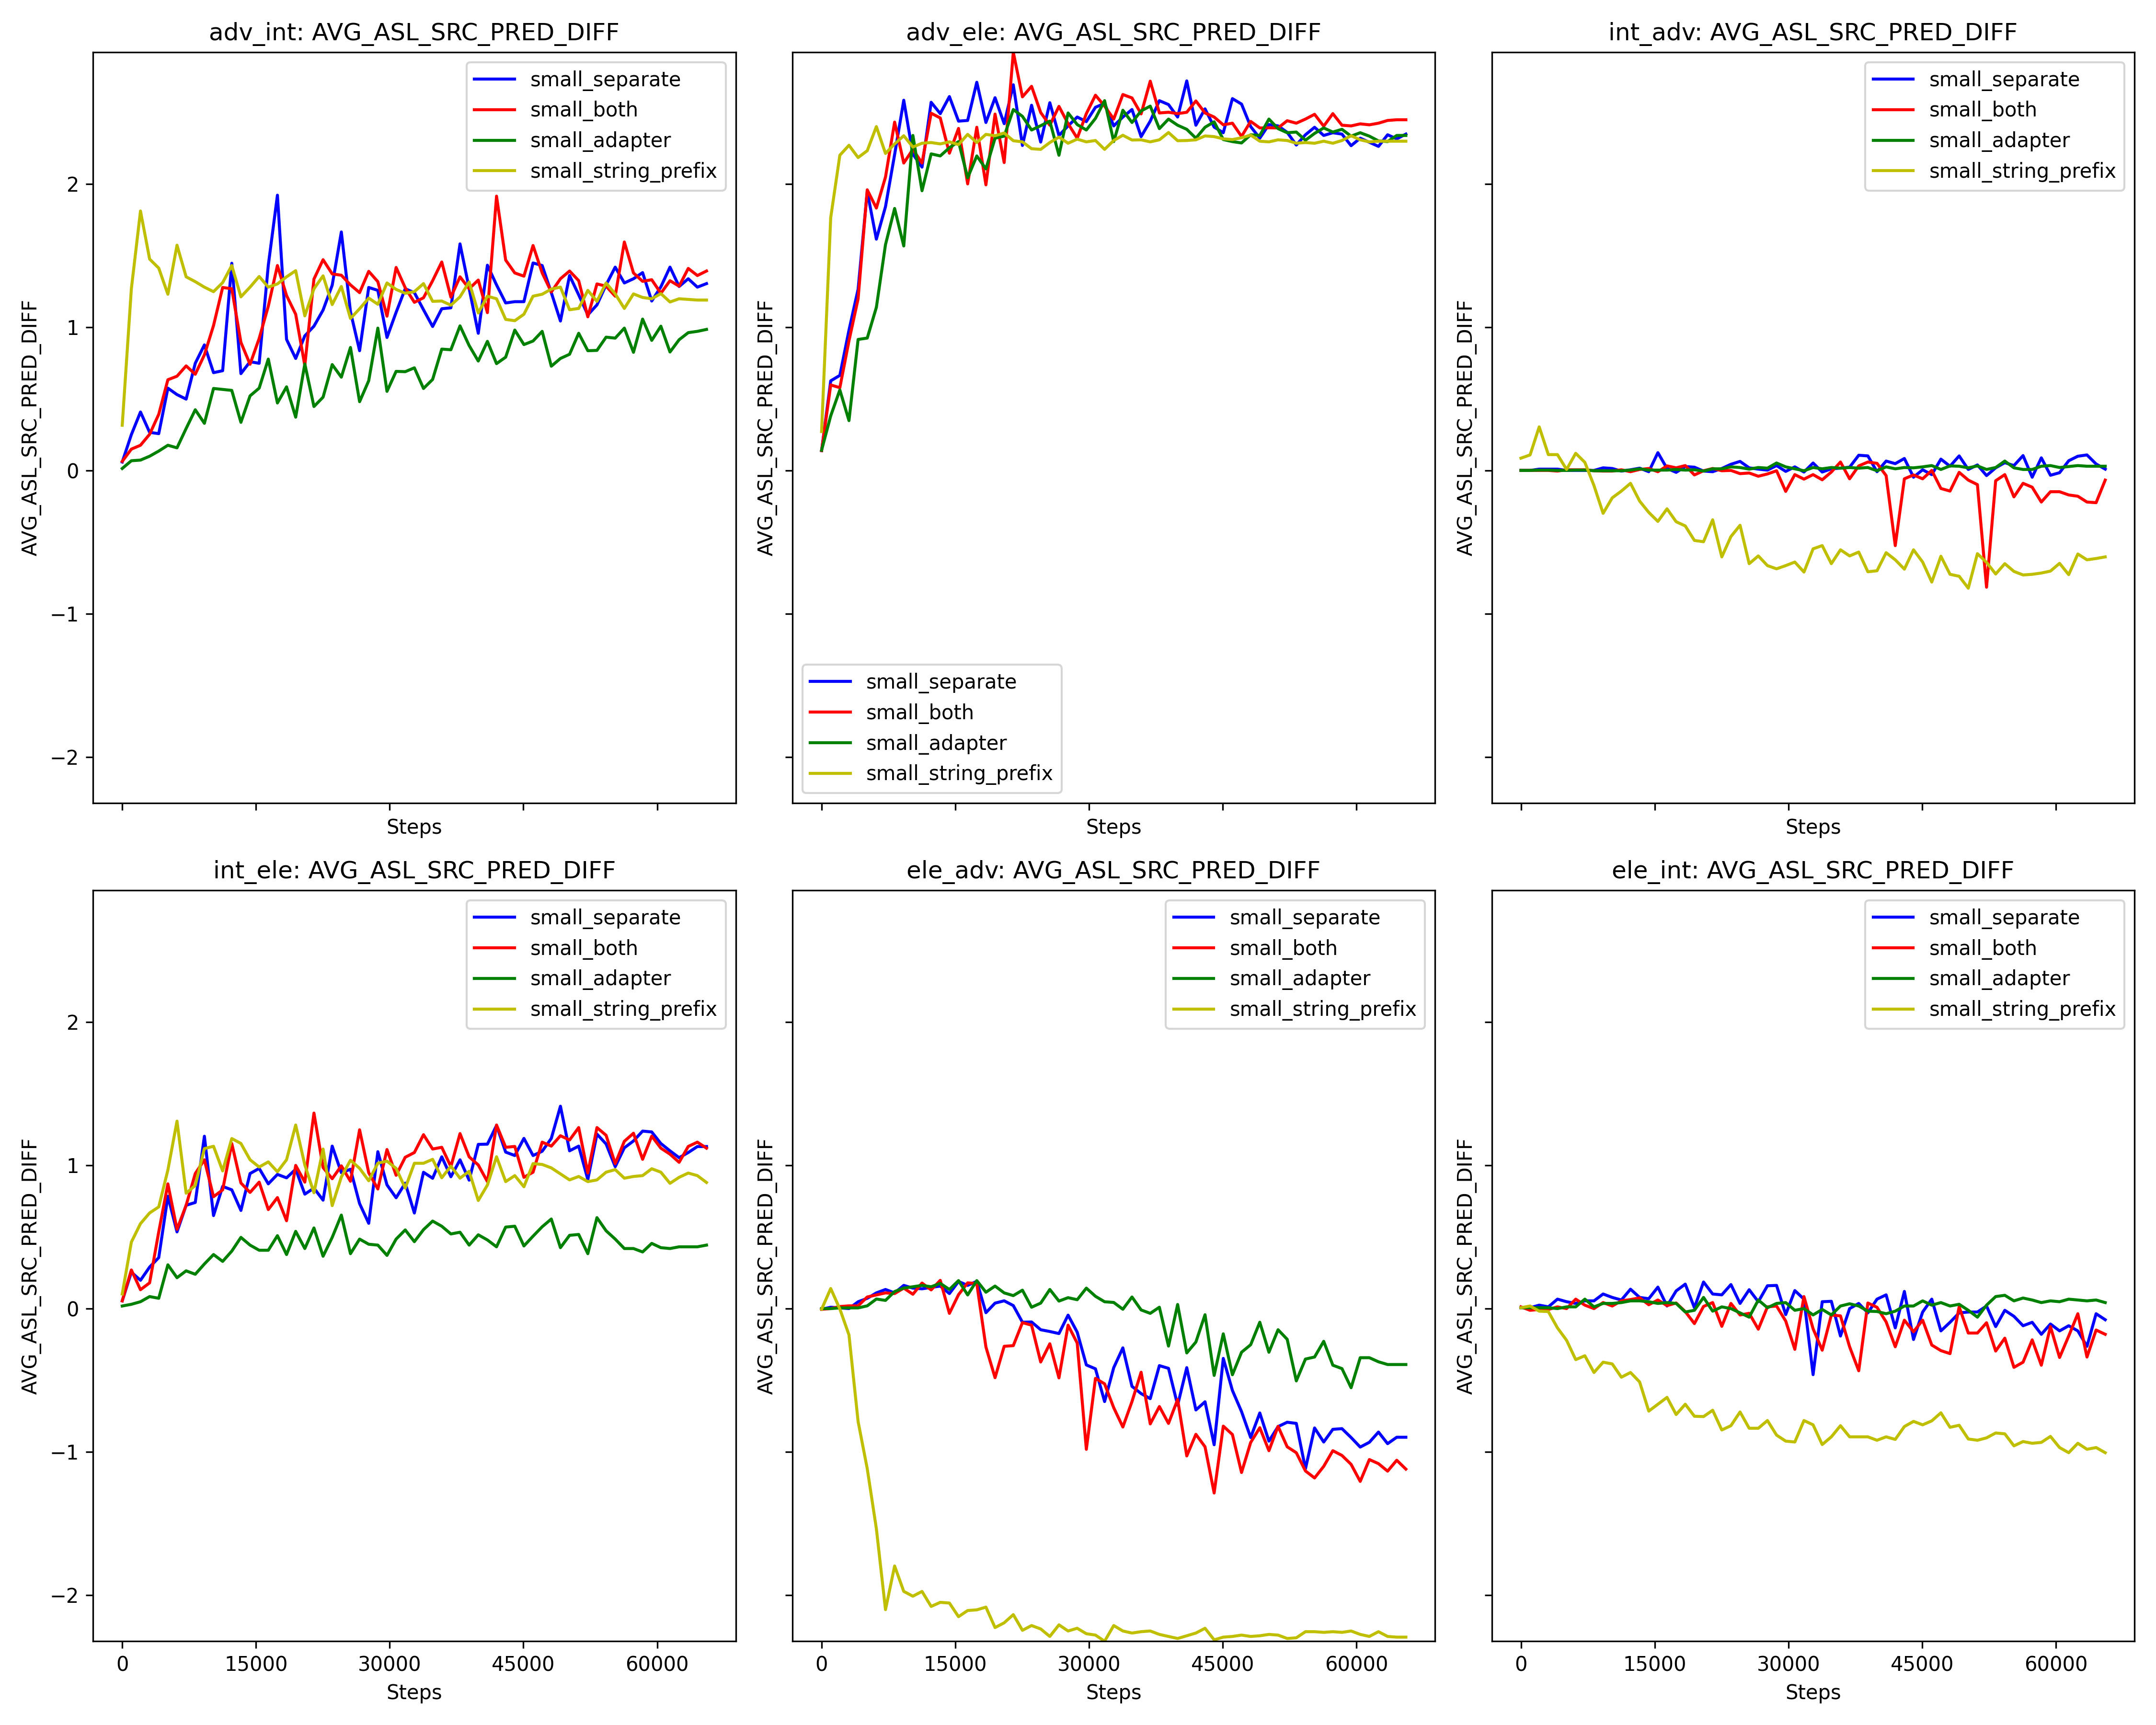 adv_int: AVG_ASL_SRC_PRED_DIFF
AVG_ASL_SRC_PRED_DIFF
2
1
0
−1
−2
small_separate
small_both
small_adapter
small_string_prefix
Steps
adv_ele: AVG_ASL_SRC_PRED_DIFF
AVG_ASL_SRC_PRED_DIFF
small_separate
small_both
small_adapter
small_string_prefix
Steps
int_adv: AVG_ASL_SRC_PRED_DIFF
AVG_ASL_SRC_PRED_DIFF
small_separate
small_both
small_adapter
small_string_prefix
Steps
int_ele: AVG_ASL_SRC_PRED_DIFF
AVG_ASL_SRC_PRED_DIFF
2
1
0
−1
−2
small_separate
small_both
small_adapter
small_string_prefix
0 15000 30000 45000 60000
Steps
ele_adv: AVG_ASL_SRC_PRED_DIFF
AVG_ASL_SRC_PRED_DIFF
small_separate
small_both
small_adapter
small_string_prefix
0 15000 30000 45000 60000
Steps
ele_int: AVG_ASL_SRC_PRED_DIFF
AVG_ASL_SRC_PRED_DIFF
small_separate
small_both
small_adapter
small_string_prefix
0 15000 30000 45000 60000
Steps